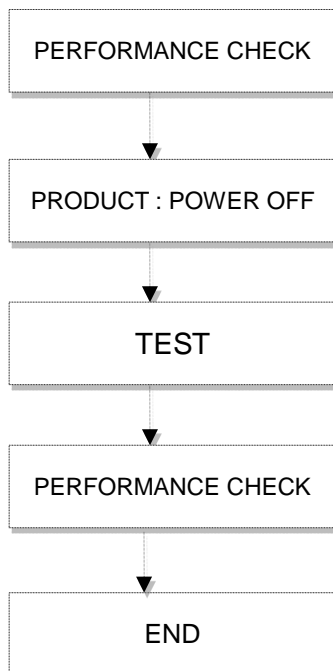 PERFORMANCE CHECK
PRODUCT : POWER OFF
TEST
PERFORMANCE CHECK
END